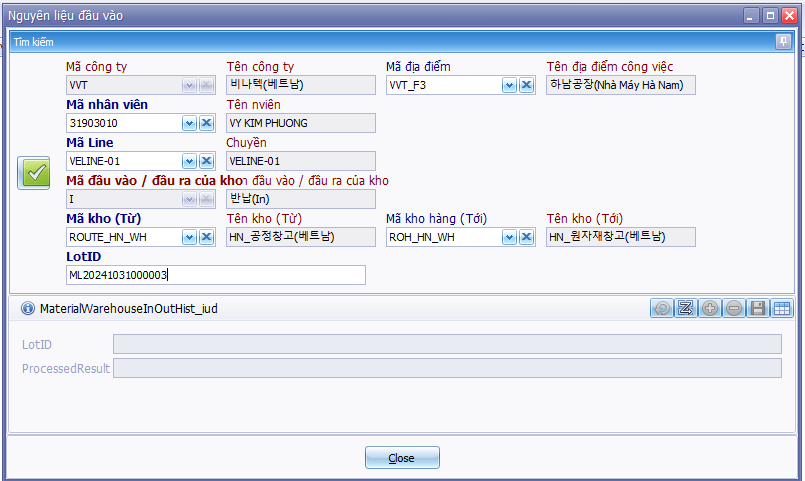 Nguyên liệu đầu vào
Tìm kiếm
Mã công ty Tên công ty Mã địa điểm Tên địa điểm công việc
VVT 비나텍(베트남) VVT_F3 하남공장(Nhà Máy Hà Nam)
Mã nhân viên Tên nviên
31903010 VY KIM PHUONG
Mã Line Chuyền
VELINE-01 VELINE-01
Mã đầu vào / đầu ra của kho n đầu vào / đầu ra của kho
I 반납(In)
Mã kho (Từ) Tên kho (Từ) Mã kho hàng (Tới) Tên kho (Tới)
ROUTE_HN_WH HN_공정창고(베트남) ROH_HN_WH HN_원자재창고(베트남)
LotID
ML20241031000003
MaterialWarehouseInOutHist_iud
LotID
ProcessedResult
Close